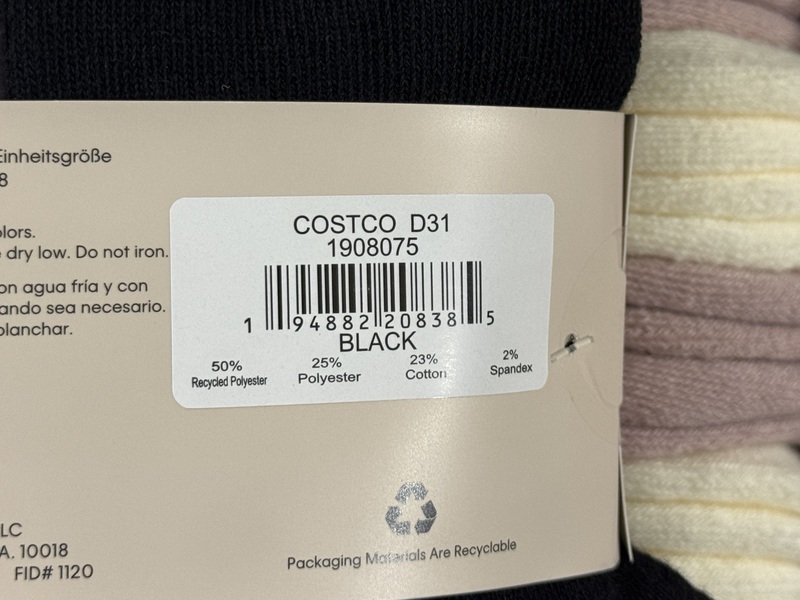 Einheitsgröße
8
olors.
dry low. Do not iron.
on agua fría y con
ando sea necesario.
planchar.
COSTCO D31
1908075
1 94882 20838 5
BLACK
50% 25% 23% 2%
Recycled Polyester Polyester Cotton Spandex
LC
A. 10018
FID# 1120
Packaging Materials Are Recyclable